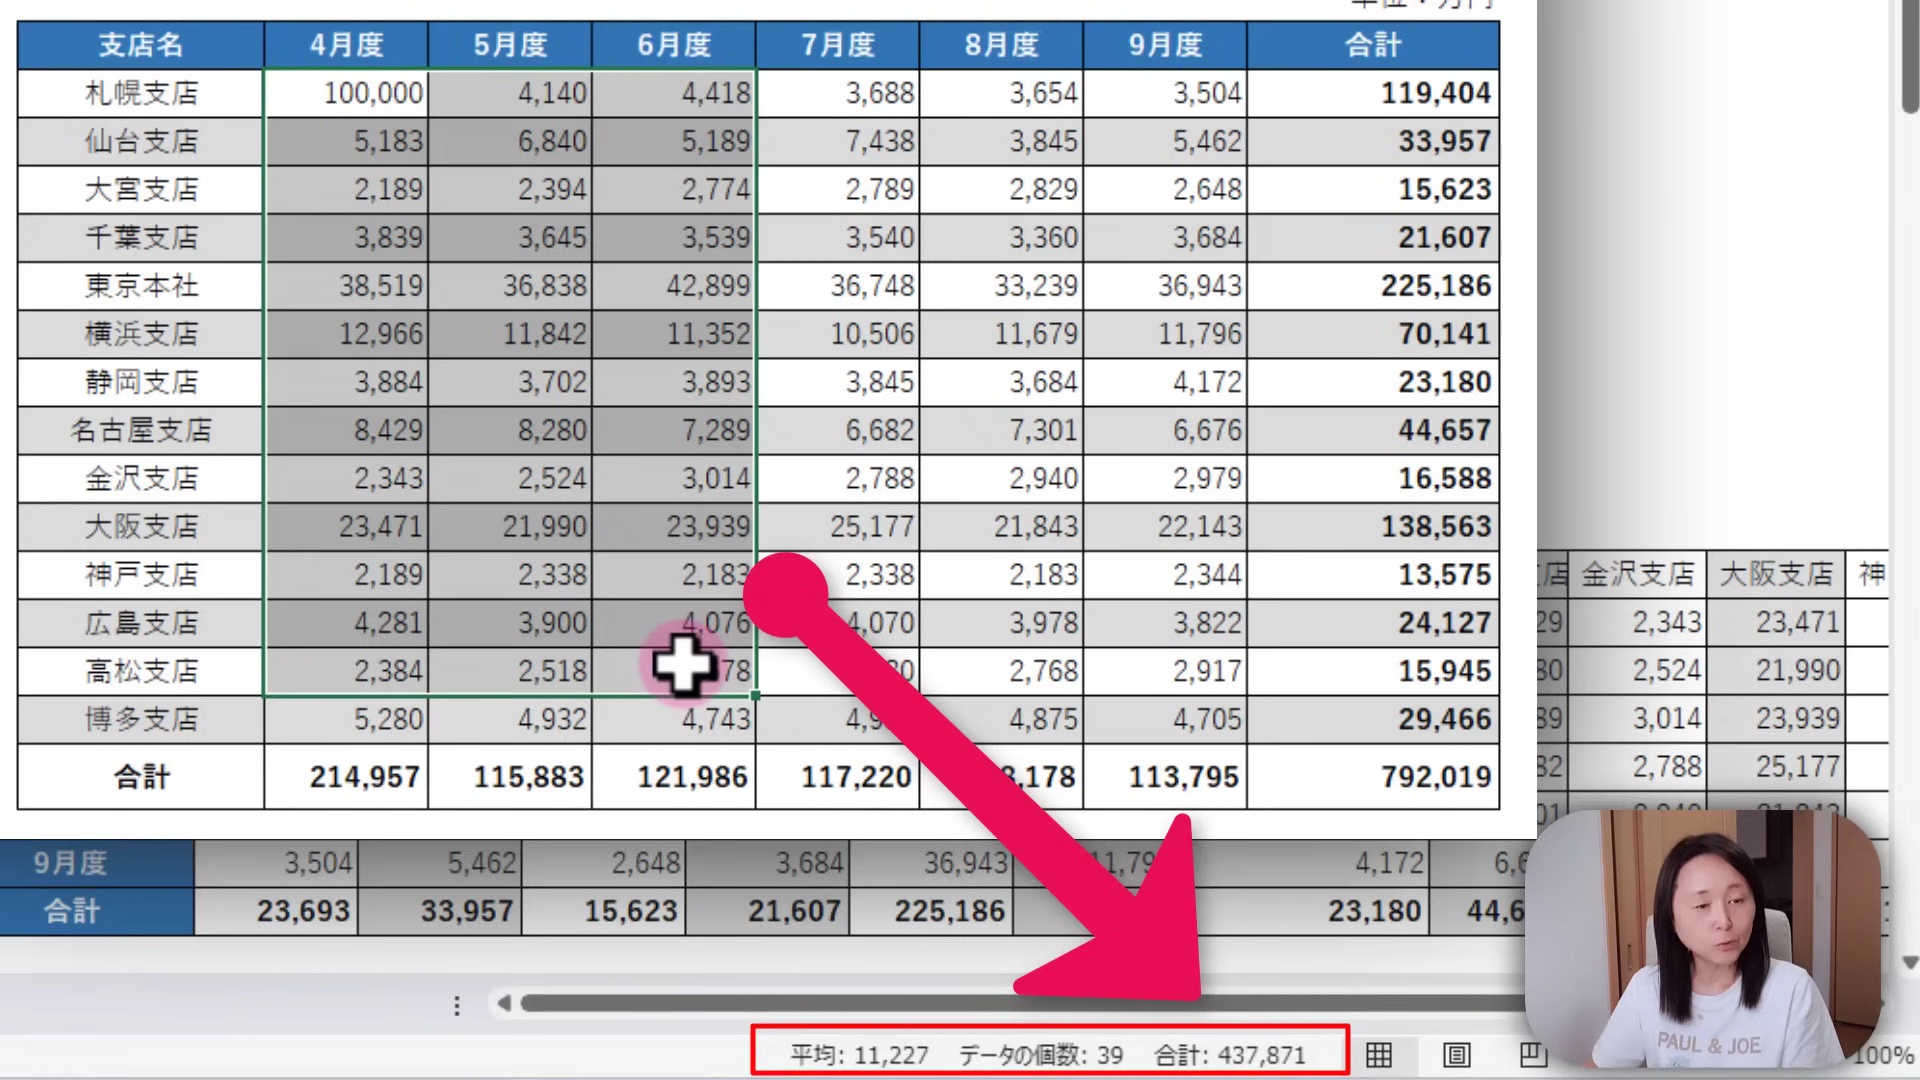 支店名 4月度 5月度 6月度 7月度 8月度 9月度 合計
札幌支店 100,000 4,140 4,418 3,688 3,654 3,504 119,404
仙台支店 5,183 6,840 5,189 7,438 3,845 5,462 33,957
大宮支店 2,189 2,394 2,774 2,789 2,829 2,648 15,623
千葉支店 3,839 3,645 3,539 3,540 3,360 3,684 21,607
東京本社 38,519 36,838 42,899 36,748 33,239 36,943 225,186
横浜支店 12,966 11,842 11,352 10,506 11,679 11,796 70,141
静岡支店 3,884 3,702 3,893 3,845 3,684 4,172 23,180
名古屋支店 8,429 8,280 7,289 6,682 7,301 6,676 44,657
金沢支店 2,343 2,524 3,014 2,788 2,940 2,979 16,588
大阪支店 23,471 21,990 23,939 25,177 21,843 22,143 138,563
神戸支店 2,189 2,338 2,183 2,338 2,183 2,344 13,575
広島支店 4,281 3,900 4,076 4,070 3,978 3,822 24,127
高松支店 2,384 2,518 78 2,768 2,917 15,945
博多支店 5,280 4,932 4,743 4,875 4,705 29,466
合計 214,957 115,883 121,986 117,220 178 113,795 792,019
店 金沢支店 大阪支店 神
29 2,343 23,471
80 2,524 21,990
89 3,014 23,939
82 2,788 25,177
9月度 3,504 5,462 2,648 3,684 36,943 4,172
合計 23,693 33,957 15,623 21,607 225,186 23,180
平均: 11,227 データの個数: 39 合計: 437,871
100%
PAUL & JOE